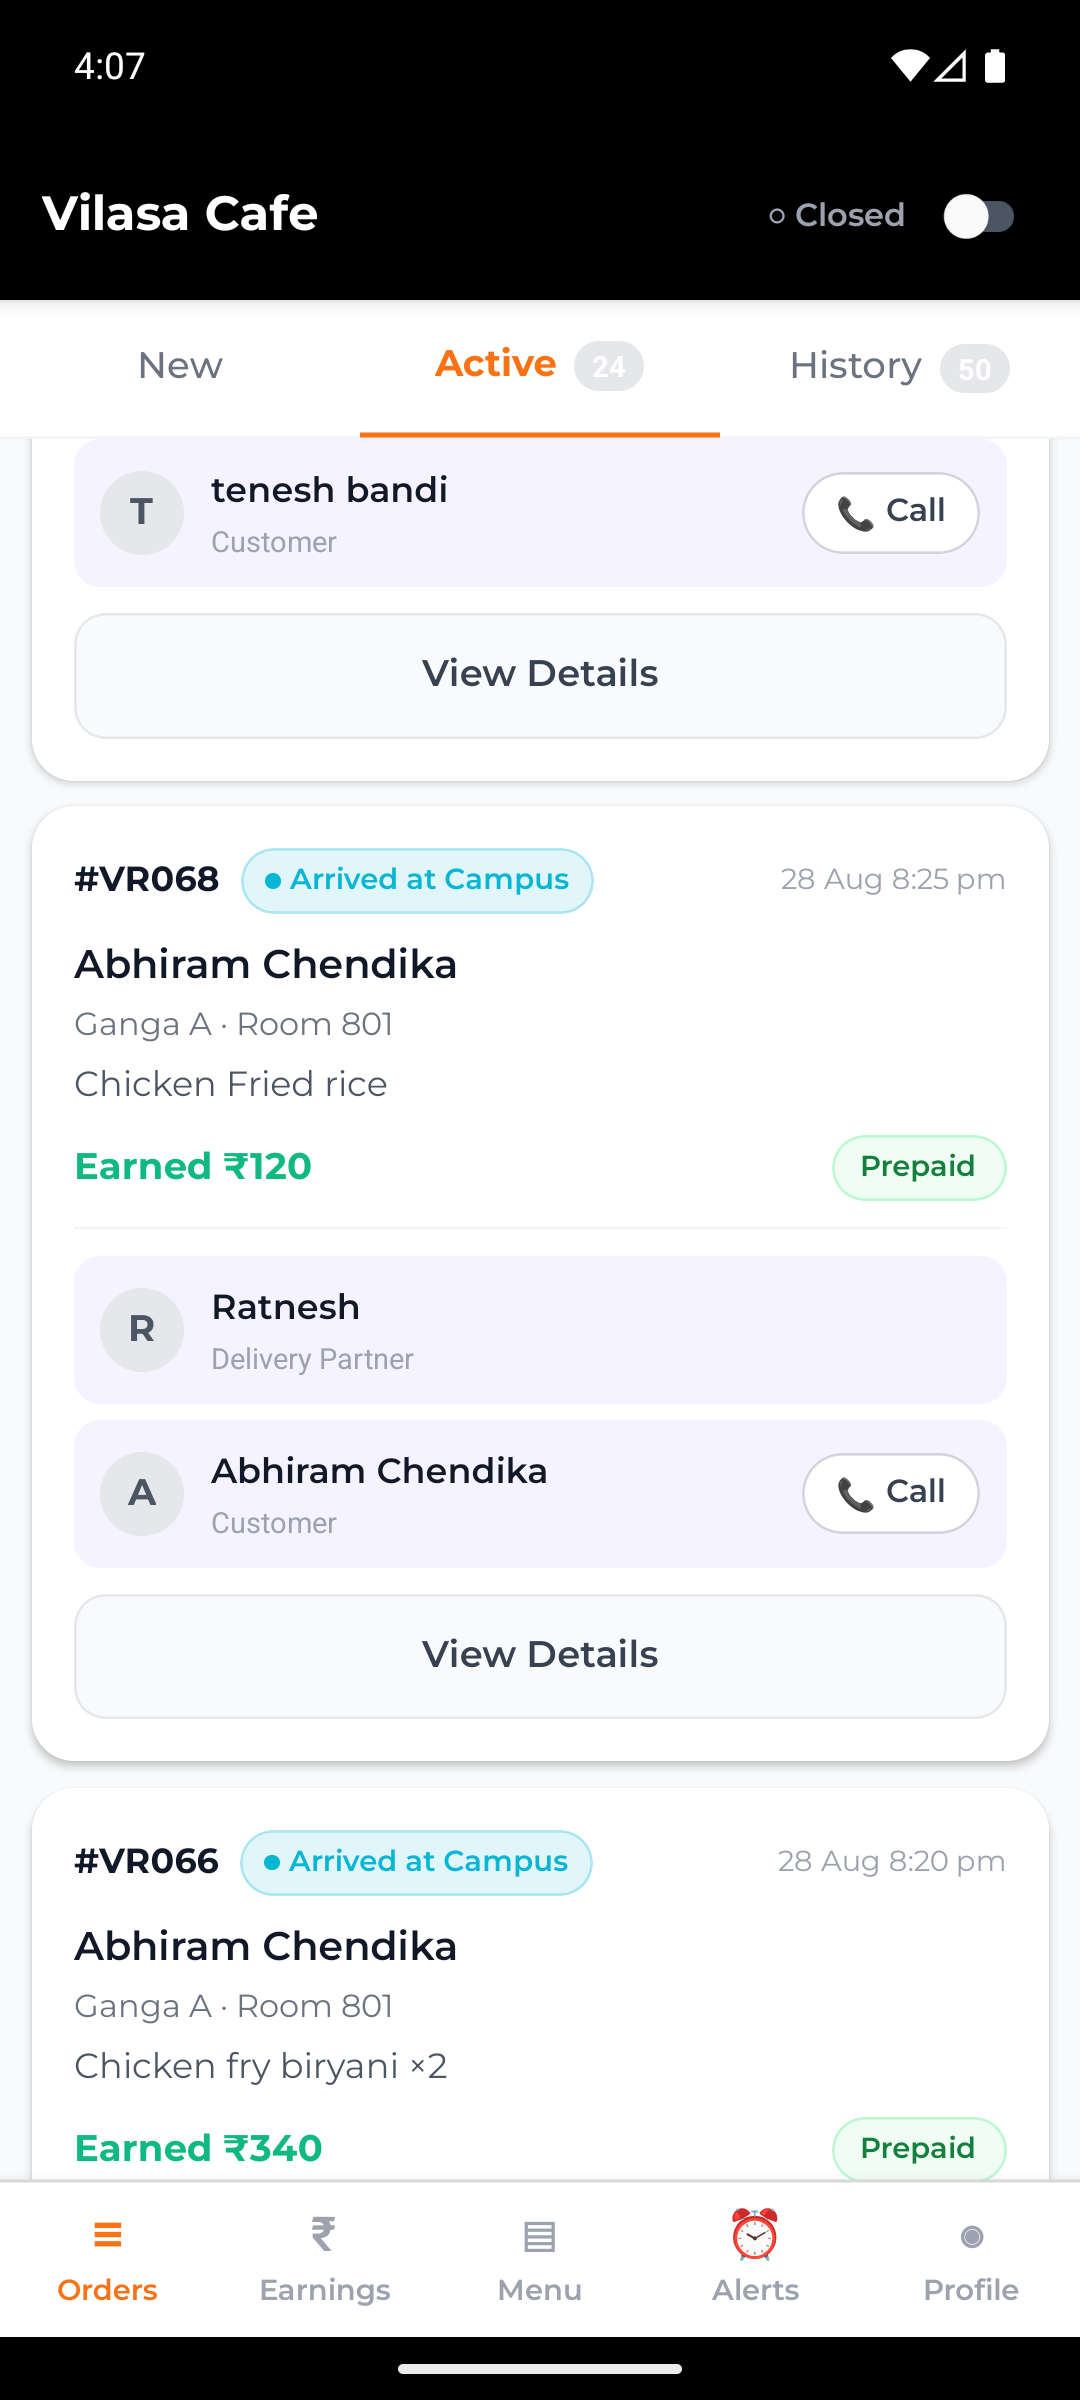 4:07
Vilasa Cafe
Closed
New
Active 24
History 50
T
tenesh bandi
Customer
Call
View Details
#VR068
Arrived at Campus
28 Aug 8:25 pm
Abhiram Chendika
Ganga A · Room 801
Chicken Fried rice
Earned ₹120
Prepaid
R
Ratnesh
Delivery Partner
A
Abhiram Chendika
Customer
Call
View Details
#VR066
Arrived at Campus
28 Aug 8:20 pm
Abhiram Chendika
Ganga A · Room 801
Chicken fry biryani ×2
Earned ₹340
Prepaid
₹
Orders
Earnings
Menu
Alerts
Profile